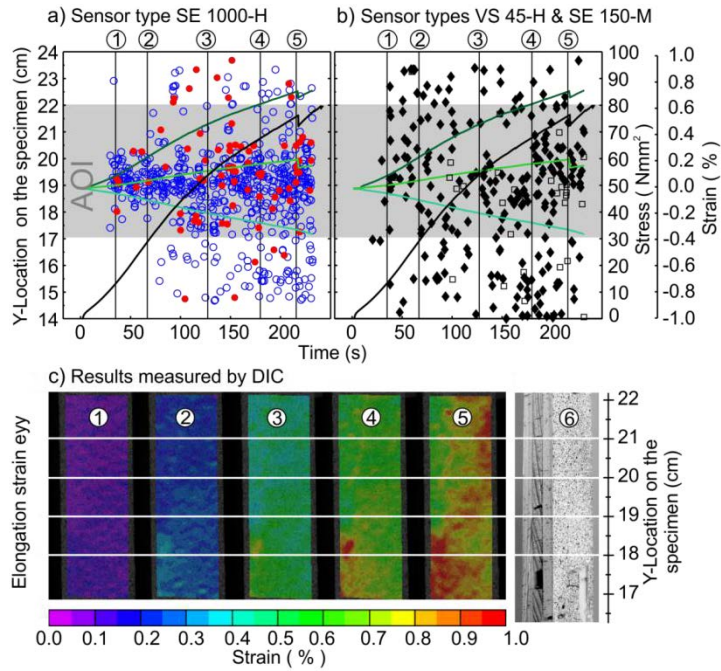 a) Sensor type SE 1000-H
b) Sensor types VS 45-H & SE 150-M
① ② ③ ④ ⑤
① ② ③ ④ ⑤
24
23
22
21
20
19
18
17
16
15
14
Y-Location on the specimen (cm)
AOI
0 50 100 150 200
0 50 100 150 200
Time (s)
100
90
80
70
60
50
40
30
20
10
0
Stress ( Nmm²)
1.0
0.8
0.6
0.4
0.2
0.0
-0.2
-0.4
-0.6
-0.8
-1.0
Strain ( % )
c) Results measured by DIC
Elongation strain eyy
① ② ③ ④ ⑤ ⑥
22
21
20
19
18
17
Y-Location on the
specimen (cm)
0.0 0.1 0.2 0.3 0.4 0.5 0.6 0.7 0.8 0.9 1.0
Strain ( % )